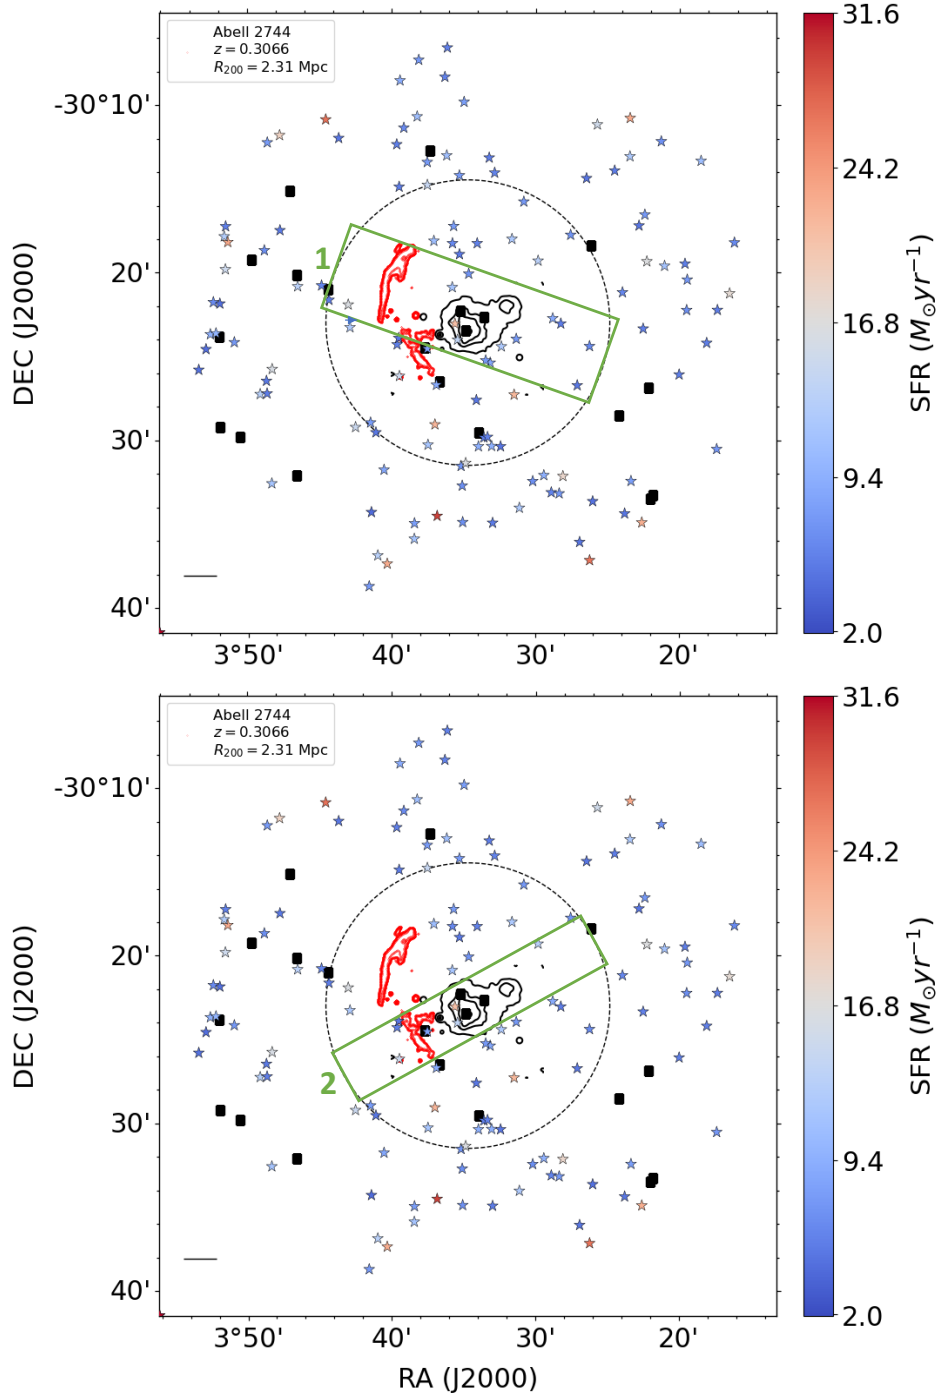 Abell 2744
z = 0.3066
R200 = 2.31 Mpc
-30°10'
20'
30'
40'
DEC (J2000)
1
3°50'
40'
30'
20'
31.6
24.2
16.8
9.4
2.0
SFR (M⊙yr−1)
Abell 2744
z = 0.3066
R200 = 2.31 Mpc
-30°10'
20'
30'
40'
DEC (J2000)
2
3°50'
40'
30'
20'
RA (J2000)
31.6
24.2
16.8
9.4
2.0
SFR (M⊙yr−1)